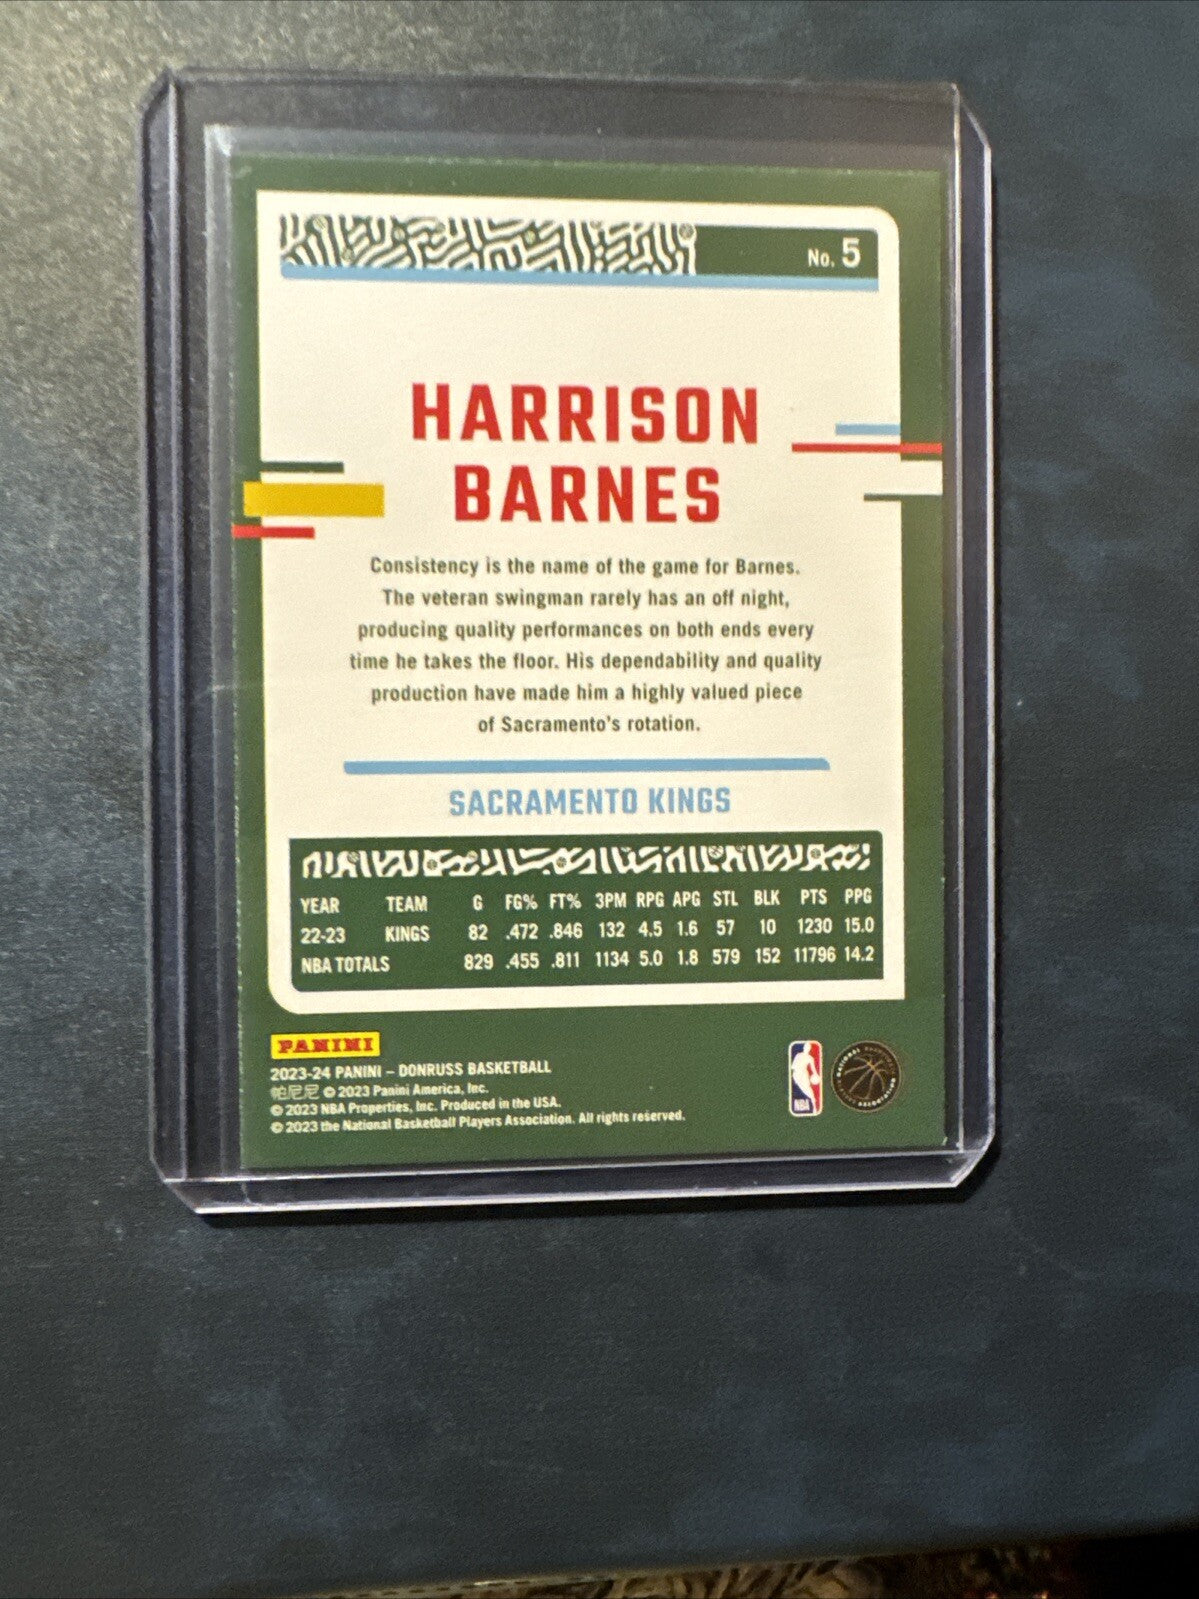 No. 5
HARRISON
BARNES
Consistency is the name of the game for Barnes.
The veteran swingman rarely has an off night,
producing quality performances on both ends every
time he takes the floor. His dependability and quality
production have made him a highly valued piece
of Sacramento's rotation.
SACRAMENTO KINGS
YEAR TEAM G FG% FT% 3PM RPG APG STL BLK PTS PPG
22-23 KINGS 82 .472 .846 132 4.5 1.6 57 10 1230 15.0
NBA TOTALS 829 .455 .811 1134 5.0 1.8 579 152 11796 14.2
PANINI
2023-24 PANINI – DONRUSS BASKETBALL
帕尼尼 © 2023 Panini America, Inc.
© 2023 NBA Properties, Inc. Produced in the USA.
© 2023 the National Basketball Players Association. All rights reserved.
NBA
NATIONAL BASKETBALL PLAYERS ASSOCIATION